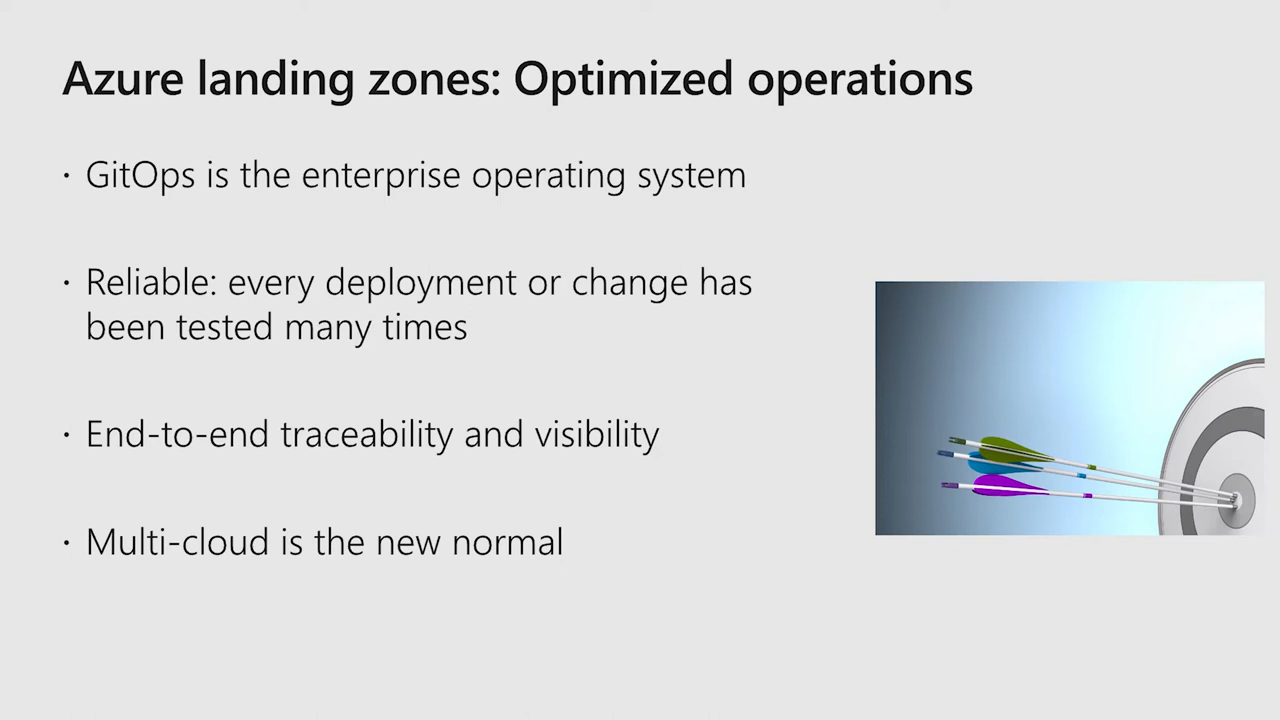 Azure landing zones: Optimized operations
· GitOps is the enterprise operating system
· Reliable: every deployment or change has
been tested many times
· End-to-end traceability and visibility
· Multi-cloud is the new normal